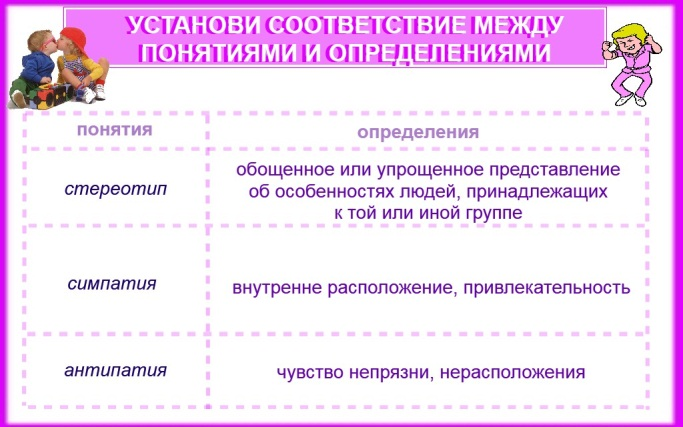 УСТАНОВИ СООТВЕТСТВИЕ МЕЖДУ
ПОНЯТИЯМИ И ОПРЕДЕЛЕНИЯМИ
понятия
определения
стереотип
обощенное или упрощенное представление
об особенностях людей, принадлежащих
к той или иной группе
симпатия
внутренне расположение, привлекательность
антипатия
чувство непрязни, нерасположения